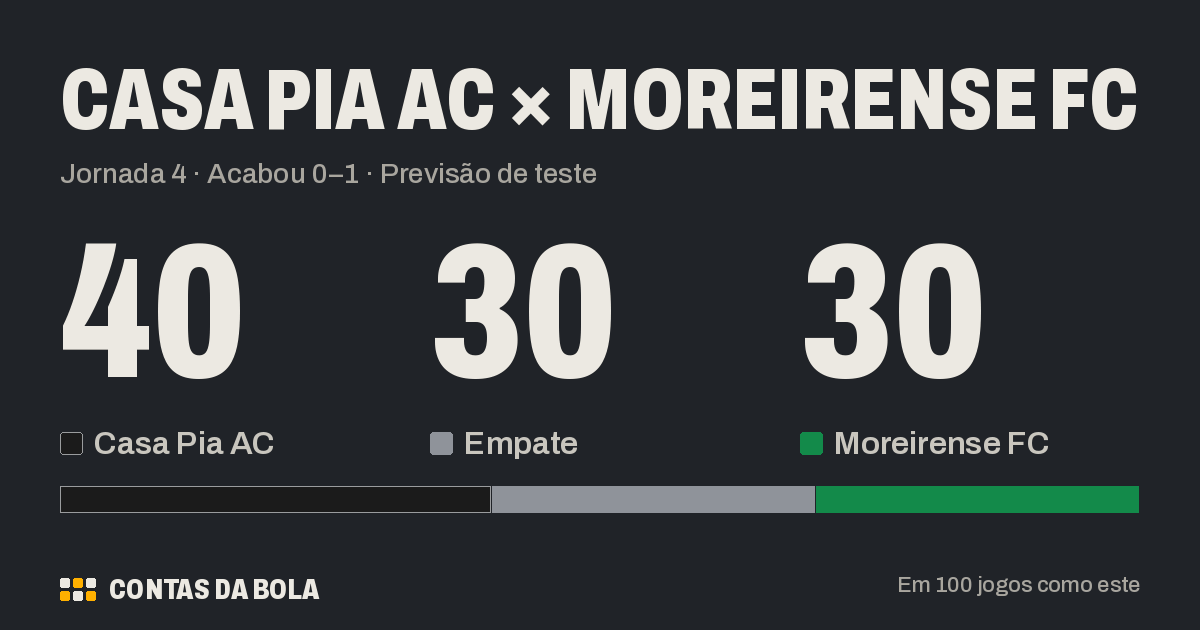 CASA PIA AC × MOREIRENSE FC
Jornada 4 · Acabou 0–1 · Previsão de teste
40 30 30
Casa Pia AC Empate Moreirense FC
CONTAS DA BOLA Em 100 jogos como este